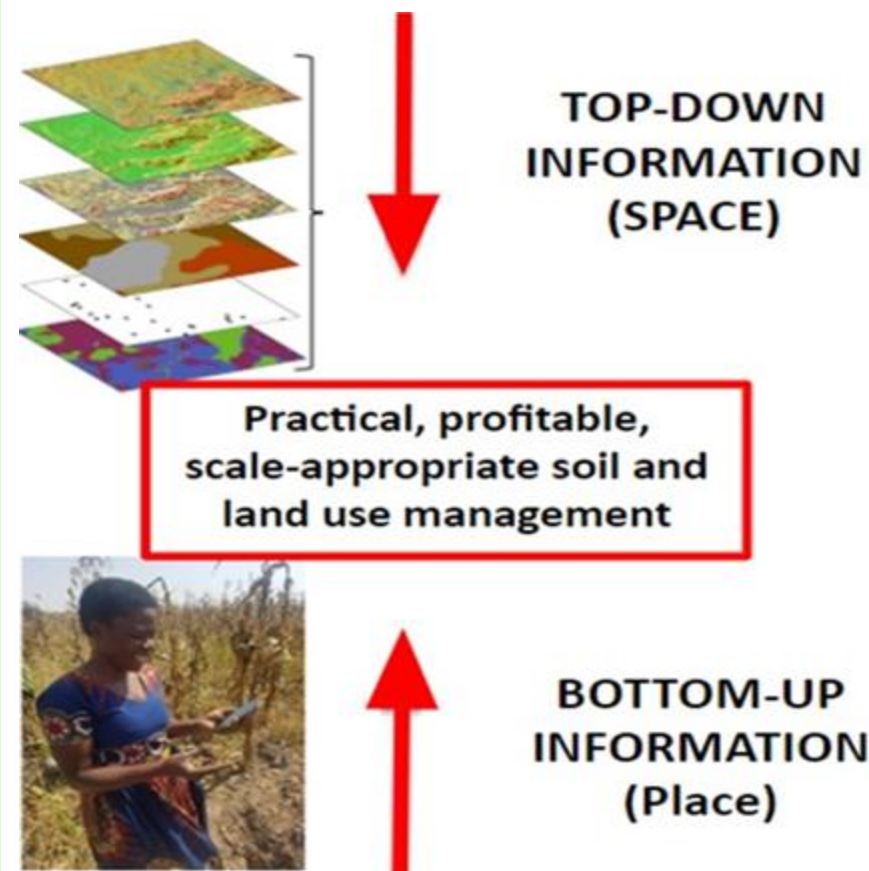 TOP-DOWN
INFORMATION
(SPACE)
Practical, profitable,
scale-appropriate soil and
land use management
BOTTOM-UP
INFORMATION
(Place)